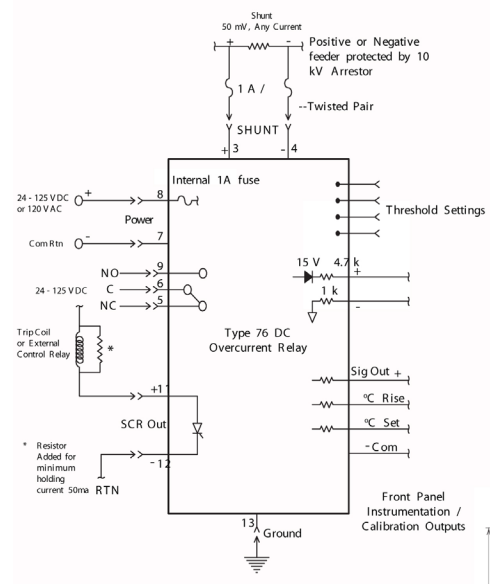 Shunt
50 mV, Any Current
+
-
Positive or Negative
feeder protected by 10
kV Arrestor
1 A /
--Twisted Pair
SHUNT
+ 3
- 4
Internal 1A fuse
24 - 125 V DC
or 120 V AC
+
8
Power
Com Rtn
-
7
Threshold Settings
NO
9
C
6
NC
5
24 - 125 VDC
15 V
4.7 k
+
1 k
-
Type 76 DC
Overcurrent Relay
Trip Coil
or External
Control Relay
*
Sig Out +
°C Rise
°C Set
- Com
+11
SCR Out
-12
* Resistor
Added for
minimum
holding
current 50ma
RTN
Front Panel
Instrumentation /
Calibration Outputs
13
Ground